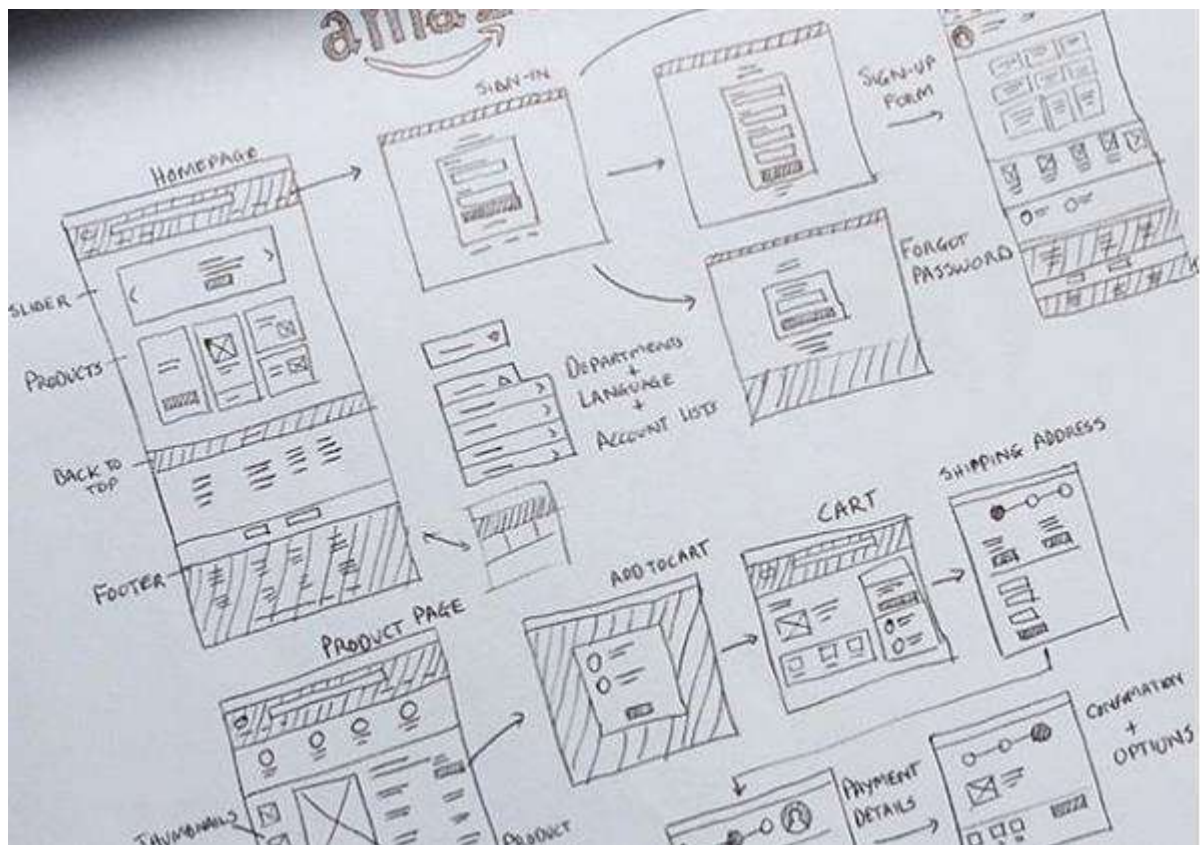 ama
SIGN-IN
SIGN-UP
FORM
HOMEPAGE
SLIDER
PRODUCTS
BACK TO
TOP
FOOTER
FORGOT
PASSWORD
DEPARTMENTS
+
LANGUAGE
+
ACCOUNT LISTS
SHIPPING ADDRESS
CART
ADD TO CART
PRODUCT PAGE
THUMBNAILS
PRODUCT
PAYMENT
DETAILS
CONFIRMATION
+
OPTIONS